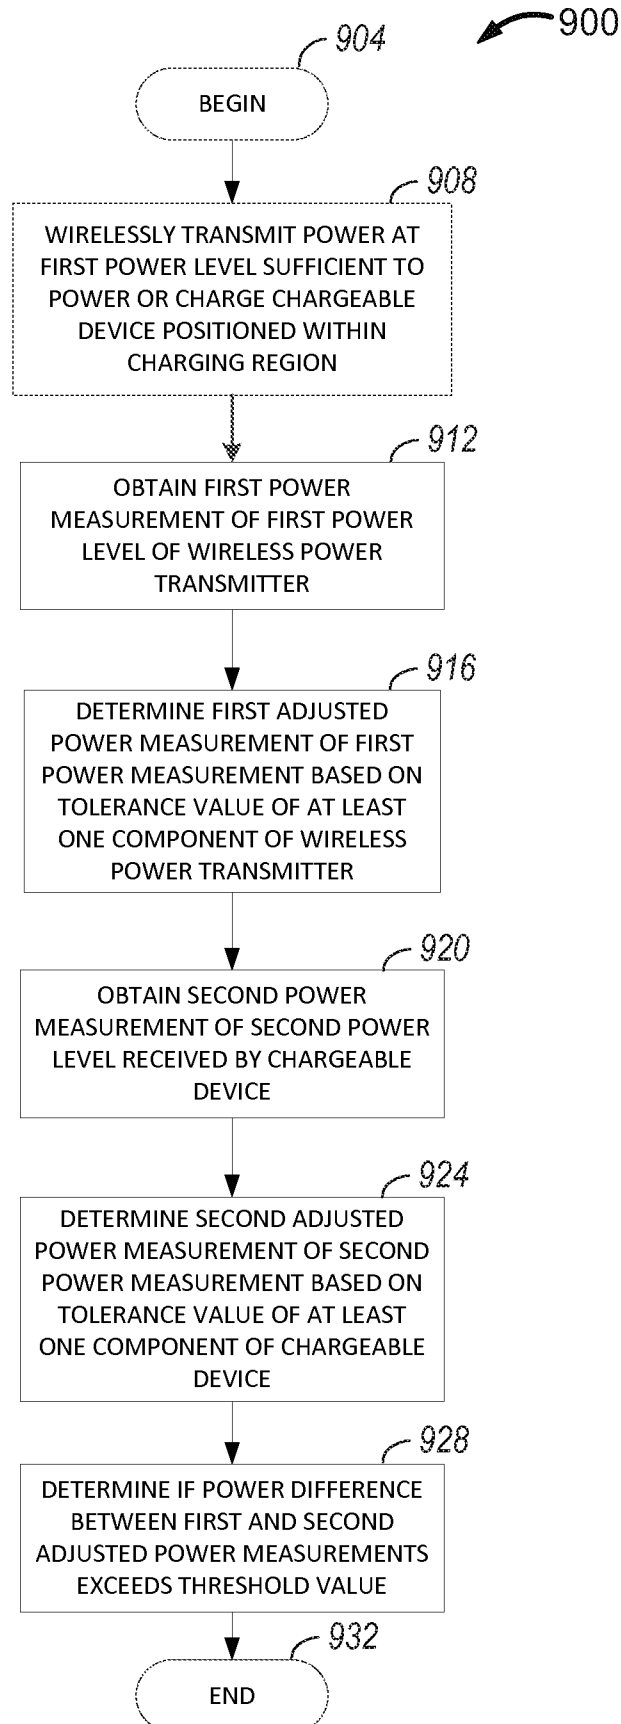 900
904
BEGIN
908
WIRELESSLY TRANSMIT POWER AT
FIRST POWER LEVEL SUFFICIENT TO
POWER OR CHARGE CHARGEABLE
DEVICE POSITIONED WITHIN
CHARGING REGION
912
OBTAIN FIRST POWER
MEASUREMENT OF FIRST POWER
LEVEL OF WIRELESS POWER
TRANSMITTER
916
DETERMINE FIRST ADJUSTED
POWER MEASUREMENT OF FIRST
POWER MEASUREMENT BASED ON
TOLERANCE VALUE OF AT LEAST
ONE COMPONENT OF WIRELESS
POWER TRANSMITTER
920
OBTAIN SECOND POWER
MEASUREMENT OF SECOND POWER
LEVEL RECEIVED BY CHARGEABLE
DEVICE
924
DETERMINE SECOND ADJUSTED
POWER MEASUREMENT OF SECOND
POWER MEASUREMENT BASED ON
TOLERANCE VALUE OF AT LEAST
ONE COMPONENT OF CHARGEABLE
DEVICE
928
DETERMINE IF POWER DIFFERENCE
BETWEEN FIRST AND SECOND
ADJUSTED POWER MEASUREMENTS
EXCEEDS THRESHOLD VALUE
932
END